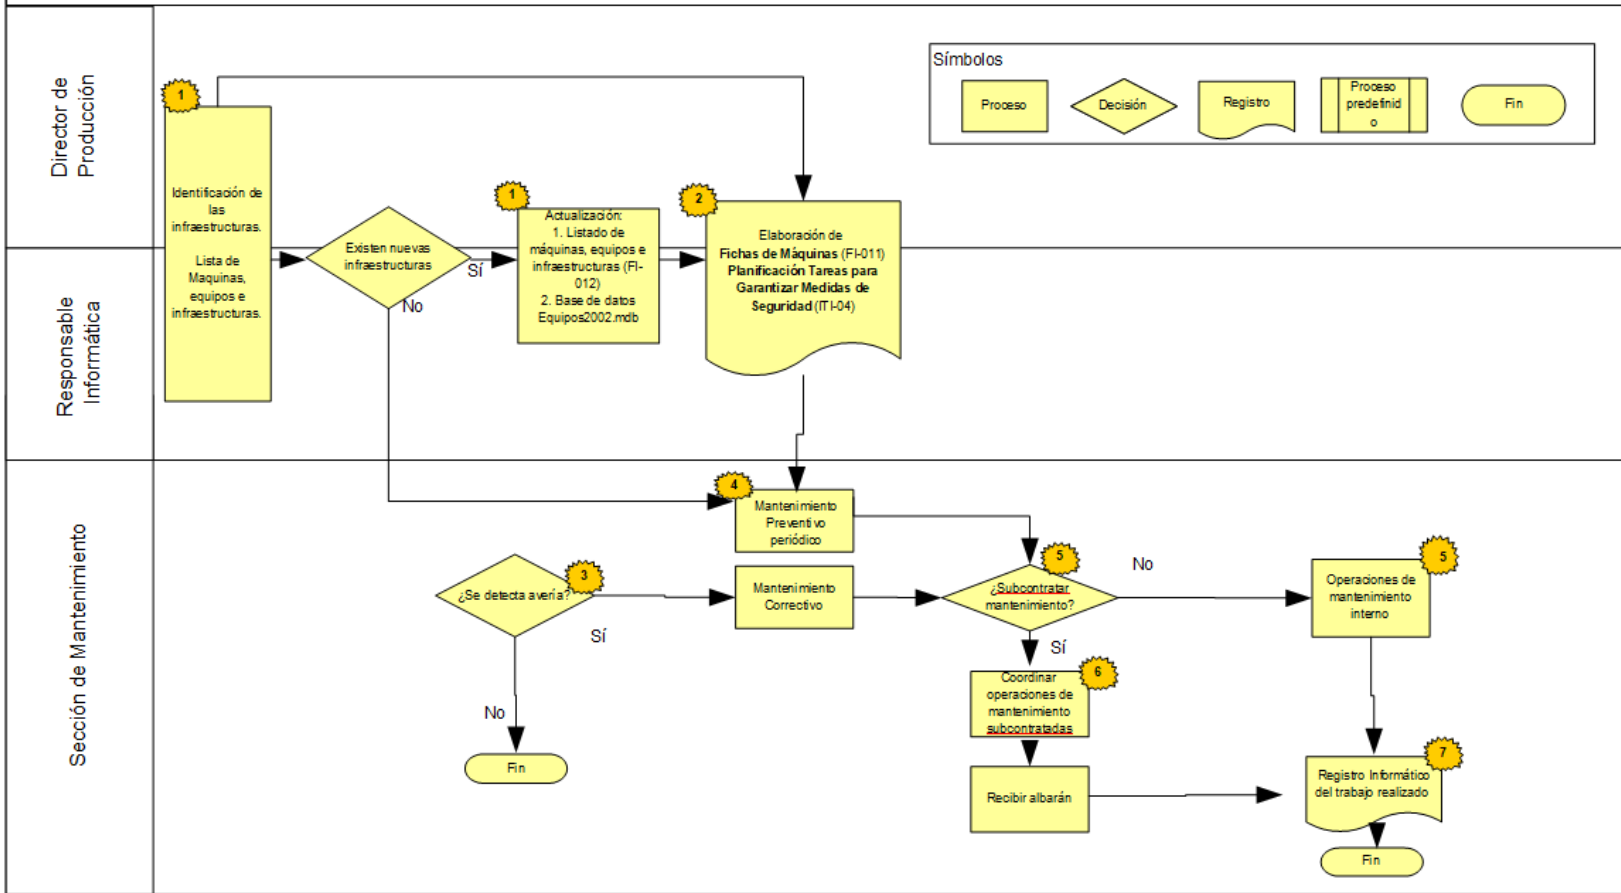 Director de
Producción
Responsable
Informática
Sección de Mantenimiento
Símbolos
Proceso
Decisión
Registro
Proceso
predefinid
o
Fin
1
Identificación de
las
infraestructuras.
Lista de
Maquinas,
equipos e
infraestructuras.
Existen nuevas
infraestructuras
Sí
No
1
Actualización:
1. Listado de
máquinas, equipos e
infraestructuras (FI-
012)
2. Base de datos
Equipos2002.mdb
2
Elaboración de
Fichas de Máquinas (FI-011)
Planificación Tareas para
Garantizar Medidas de
Seguridad (ITI-04)
4
Mantenimiento
Preventivo
periódico
3
¿Se detecta avería?
Sí
No
Fin
Mantenimiento
Correctivo
5
¿Subcontratar
mantenimiento?
No
Sí
5
Operaciones de
mantenimiento
interno
6
Coordinar
operaciones de
mantenimiento
subcontratadas
Recibir albarán
7
Registro Informático
del trabajo realizado
Fin